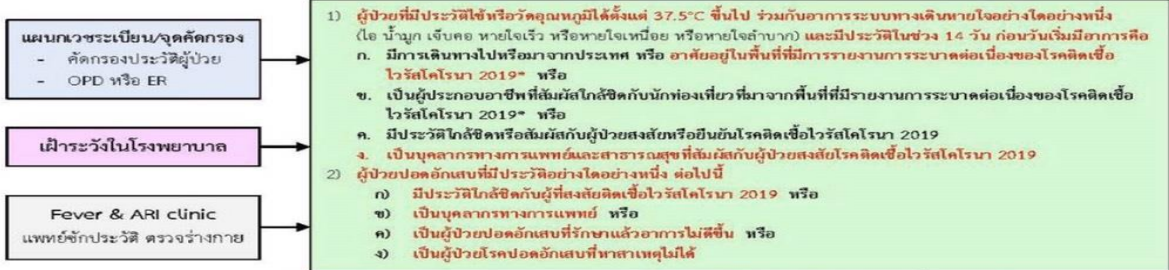 แผนกเวชระเบียน/จุดคัดกรอง
- คัดกรองประวัติผู้ป่วย
- OPD หรือ ER
เฝ้าระวังในโรงพยาบาล
Fever & ARI clinic
แพทย์ซักประวัติ ตรวจร่างกาย
1) ผู้ป่วยที่มีประวัติไข้หรือวัดอุณหภูมิได้ตั้งแต่ 37.5°C ขึ้นไป ร่วมกับอาการระบบทางเดินหายใจอย่างใดอย่างหนึ่ง
(ไอ น้ำมูก เจ็บคอ หายใจเร็ว หรือหายใจเหนื่อย หรือหายใจลำบาก) และมีประวัติในช่วง 14 วัน ก่อนวันเริ่มมีอาการคือ
ก. มีการเดินทางไปหรือมาจากประเทศ หรือ อาศัยอยู่ในพื้นที่ที่มีการรายงานการระบาดต่อเนื่องของโรคติดเชื้อ
ไวรัสโคโรนา 2019* หรือ
ข. เป็นผู้ประกอบอาชีพที่สัมผัสใกล้ชิดกับนักท่องเที่ยวที่มาจากพื้นที่ที่มีรายงานการระบาดต่อเนื่องของโรคติดเชื้อ
ไวรัสโคโรนา 2019* หรือ
ค. มีประวัติใกล้ชิดหรือสัมผัสกับผู้ป่วยสงสัยหรือยืนยันโรคติดเชื้อไวรัสโคโรนา 2019
ง. เป็นบุคลากรทางการแพทย์และสาธารณสุขที่สัมผัสกับผู้ป่วยสงสัยโรคติดเชื้อไวรัสโคโรนา 2019
2) ผู้ป่วยปอดอักเสบที่มีประวัติอย่างใดอย่างหนึ่ง ต่อไปนี้
ก) มีประวัติใกล้ชิดกับผู้ที่สงสัยติดเชื้อไวรัสโคโรนา 2019 หรือ
ข) เป็นบุคลากรทางการแพทย์ หรือ
ค) เป็นผู้ป่วยปอดอักเสบที่รักษาแล้วอาการไม่ดีขึ้น หรือ
ง) เป็นผู้ป่วยโรคปอดอักเสบที่หาสาเหตุไม่ได้